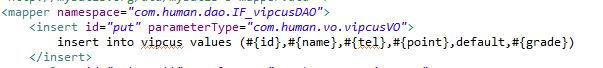 <mapper namespace="com.human.dao.IF_vipcusDAO">
<insert id="put" parameterType="com.human.vo.vipcusVO">
insert into vipcus values (#{id},#{name},#{tel},#{point},default,#{grade})
</insert>